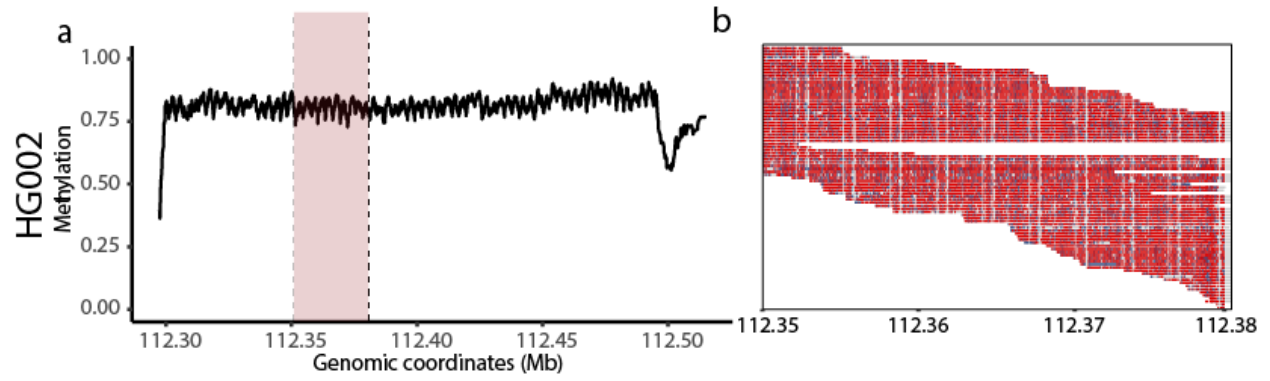 a
HG002
Methylation
1.00
0.75
0.50
0.25
0.00
112.30 112.35 112.40 112.45 112.50
Genomic coordinates (Mb)
b
112.35 112.36 112.37 112.38